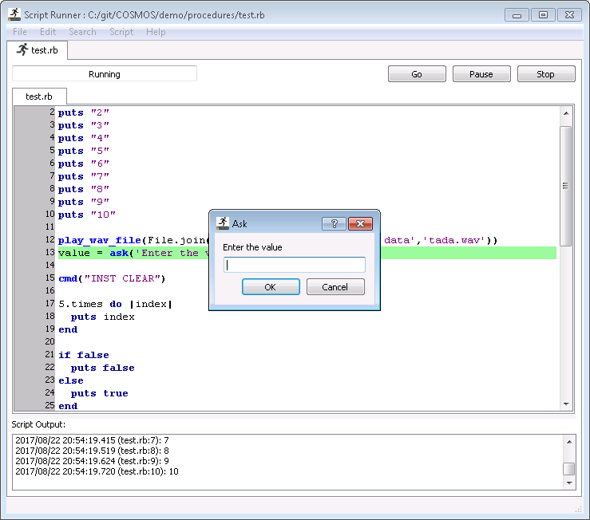 Script Runner : C:/git/COSMOS/demo/procedures/test.rb
File Edit Search Script Help
test.rb
Running Go Pause Stop
test.rb
2 puts "2"
3 puts "3"
4 puts "4"
5 puts "5"
6 puts "6"
7 puts "7"
8 puts "8"
9 puts "9"
10 puts "10"
11
12 play_wav_file(File.join( data','tada.wav'))
13 value = ask('Enter the v
14
15 cmd("INST CLEAR")
16
17 5.times do |index|
18 puts index
19 end
20
21 if false
22 puts false
23 else
24 puts true
25 end
Ask
Enter the value
OK Cancel
Script Output:
2017/08/22 20:54:19.415 (test.rb:7): 7
2017/08/22 20:54:19.519 (test.rb:8): 8
2017/08/22 20:54:19.624 (test.rb:9): 9
2017/08/22 20:54:19.720 (test.rb:10): 10